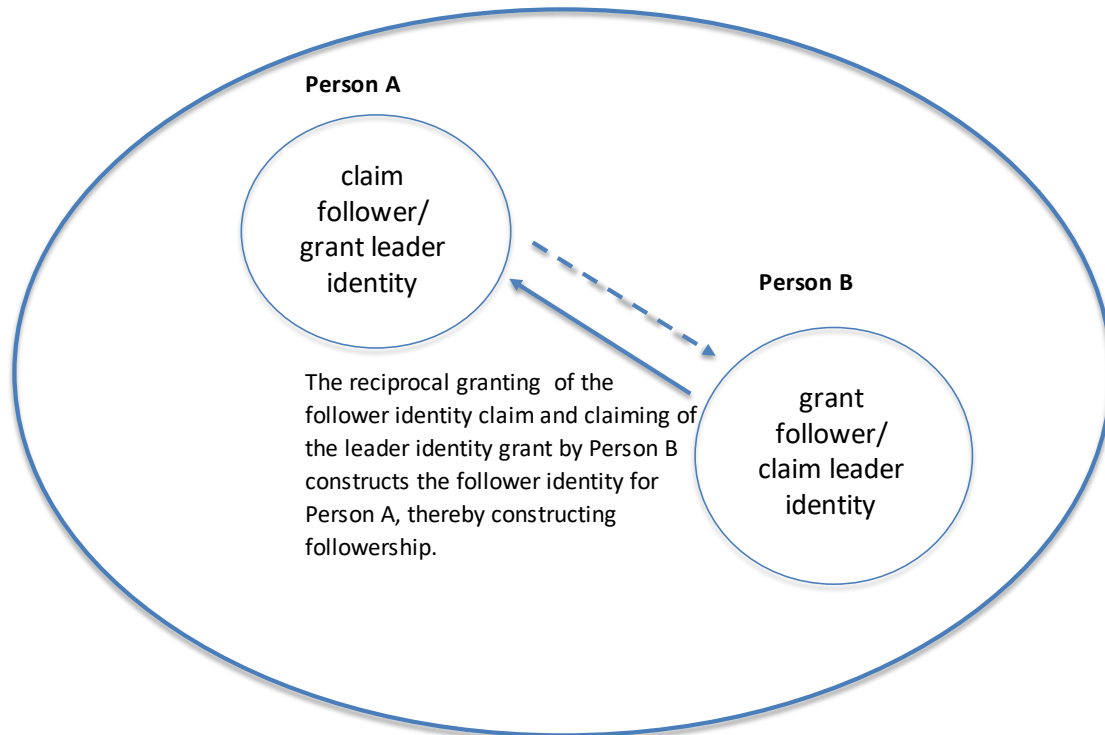 Person A
claim
follower/
grant leader
identity
Person B
grant
follower/
claim leader
identity
The reciprocal granting  of the
follower identity claim and claiming of
the leader identity grant by Person B
constructs the follower identity for
Person A, thereby constructing
followership.